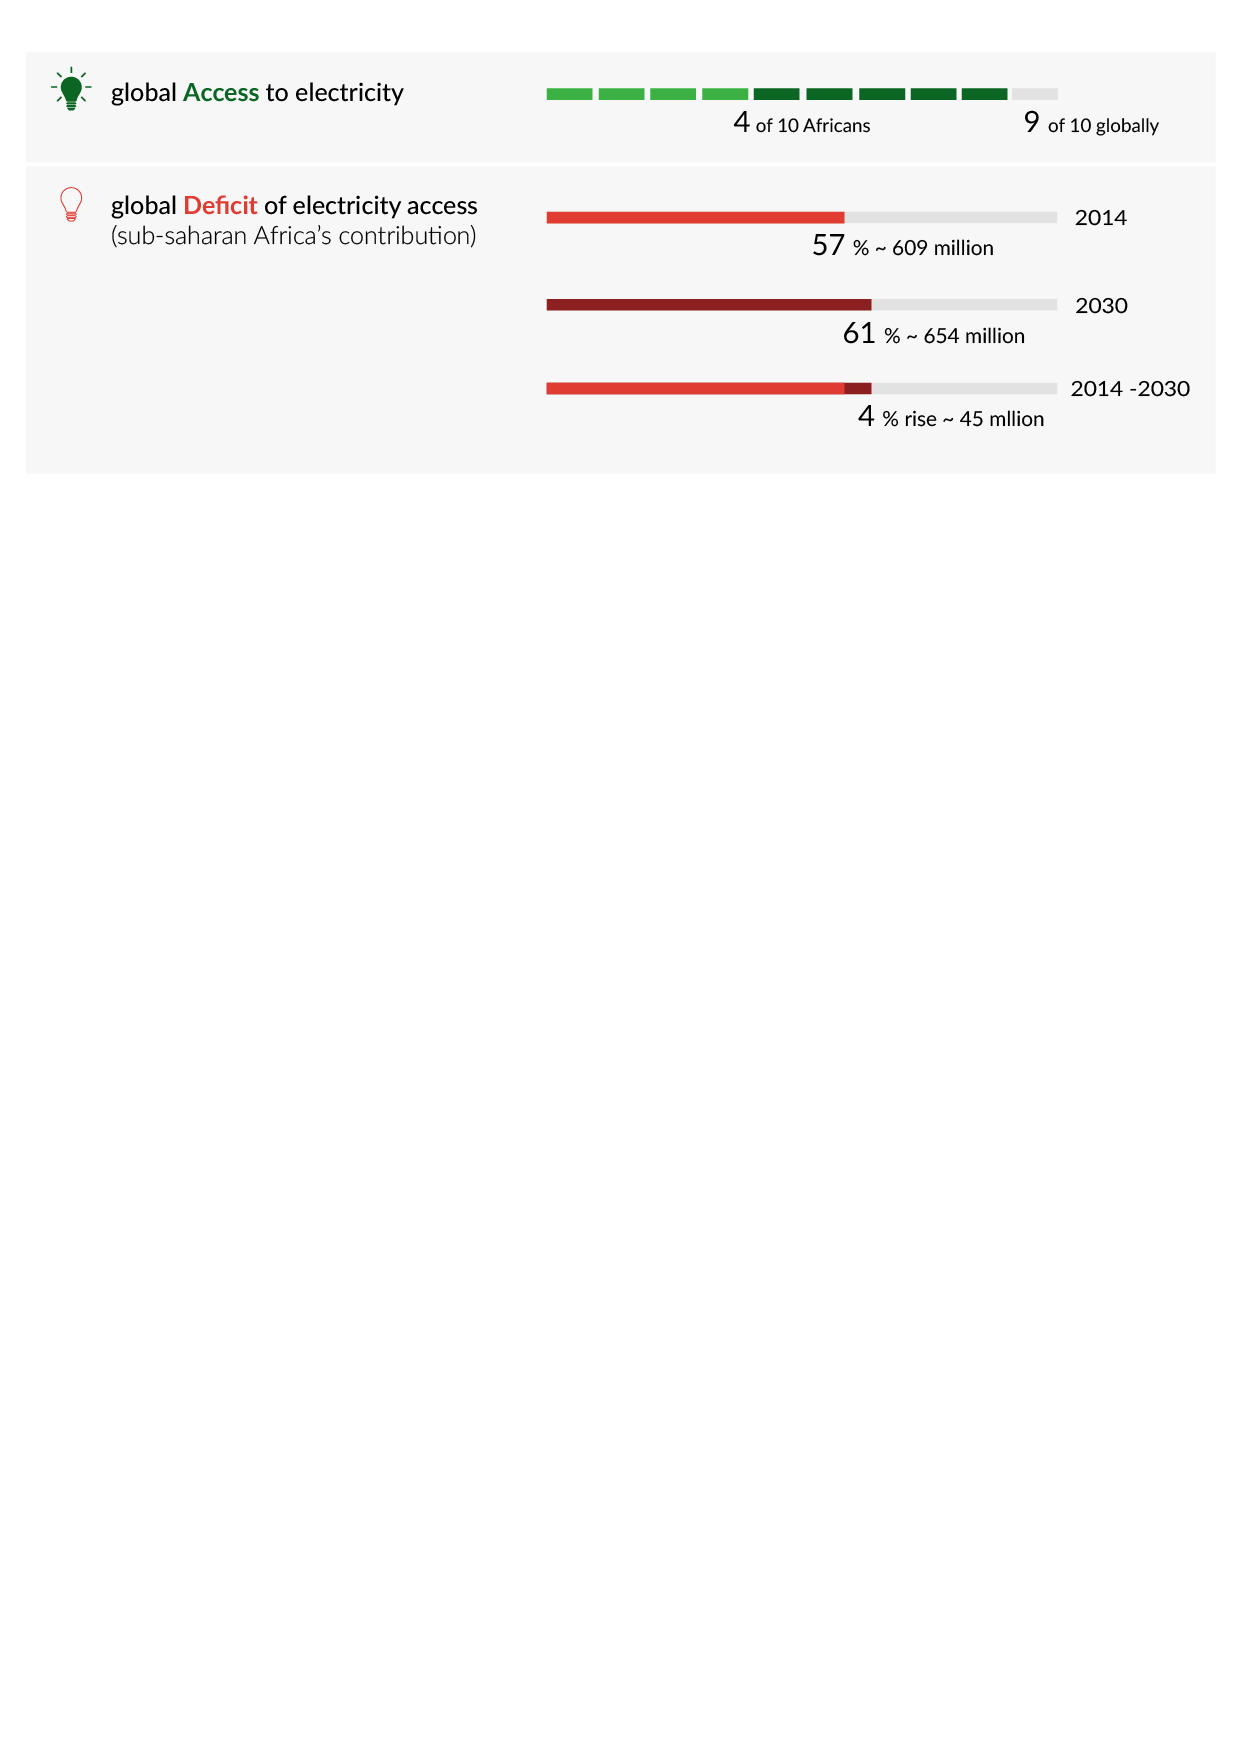 global Access to electricity
4 of 10 Africans
9 of 10 globally
global Deficit of electricity access
(sub-saharan Africa's contribution)
2014
57 % ~ 609 million
2030
61 % ~ 654 million
2014 -2030
4 % rise ~ 45 mllion